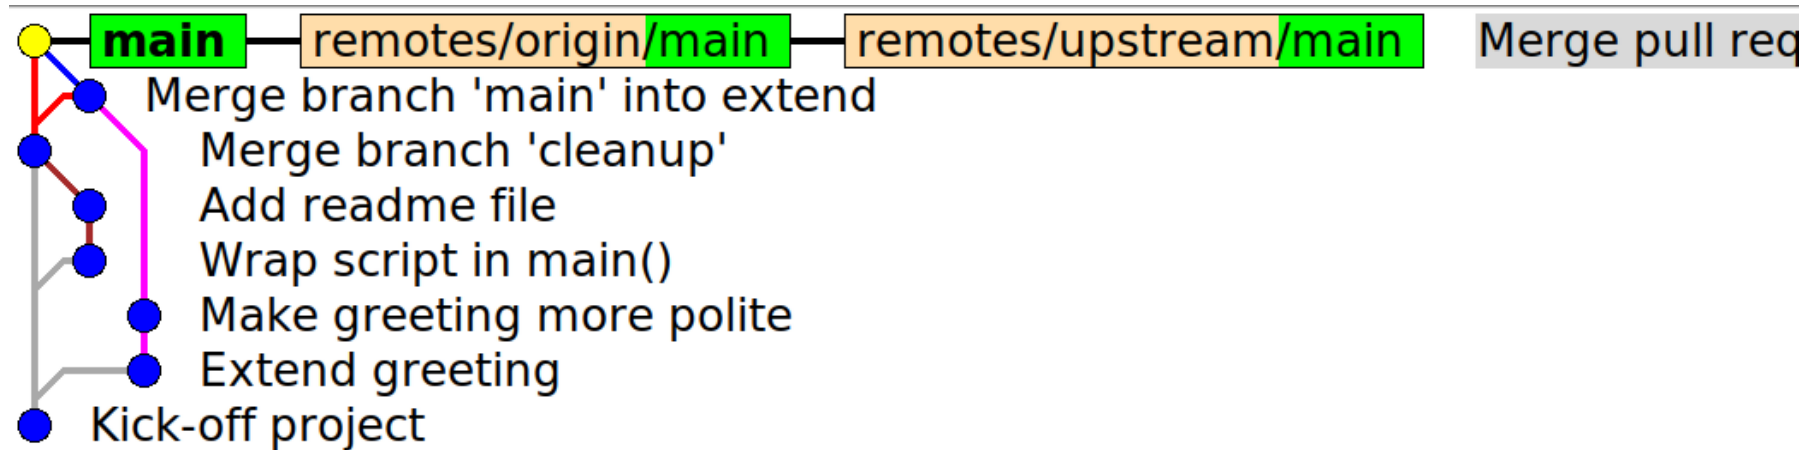 main remotes/origin/main remotes/upstream/main Merge pull req
Merge branch 'main' into extend
Merge branch 'cleanup'
Add readme file
Wrap script in main()
Make greeting more polite
Extend greeting
Kick-off project